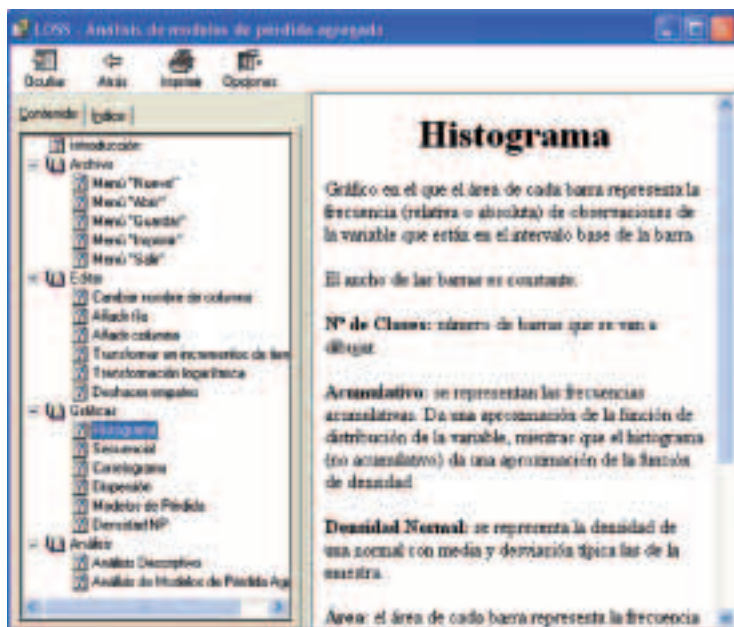 LOSS - Análisis de modelos de pérdida agregada
Ocultar Atrás Imprimir Opciones
Contenido Índice
Introducción
Archivo
Menú "Nuevo"
Menú "Abrir"
Menú "Guardar"
Menú "Imprimir"
Menú "Salir"
Editar
Cambiar nombre de columna
Añadir fila
Añadir columna
Transformar en incrementos de tiem
Transformación logarítmica
Deshacer empates
Gráficas
Histograma
Secuencial
Correlograma
Dispersión
Modelos de Pérdida
Densidad NP
Análisis
Análisis Descriptivo
Análisis de Modelos de Pérdida Agr
Histograma
Gráfico en el que el área de cada barra representa la
frecuencia (relativa o absoluta) de observaciones de
la variable que están en el intervalo base de la barra.
El ancho de las barras es constante.
Nº de Clases: número de barras que se van a
dibujar.
Acumulativo: se representan las frecuencias
acumulativas. Da una aproximación de la función de
distribución de la variable, mientras que el histograma
(no acumulativo) da una aproximación de la función
de densidad.
Densidad Normal: se representa la densidad de
una normal con media y desviación típica las de la
muestra.
Área: el área de cada barra representa la frecuencia